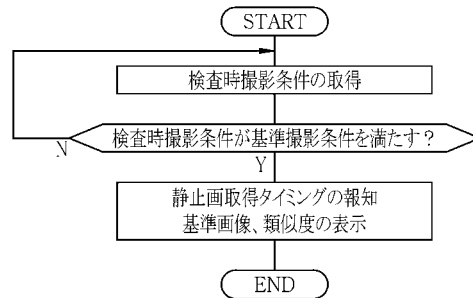 START
検査時撮影条件の取得
検査時撮影条件が基準撮影条件を満たす？
N
Y
静止画取得タイミングの報知
基準画像、類似度の表示
END